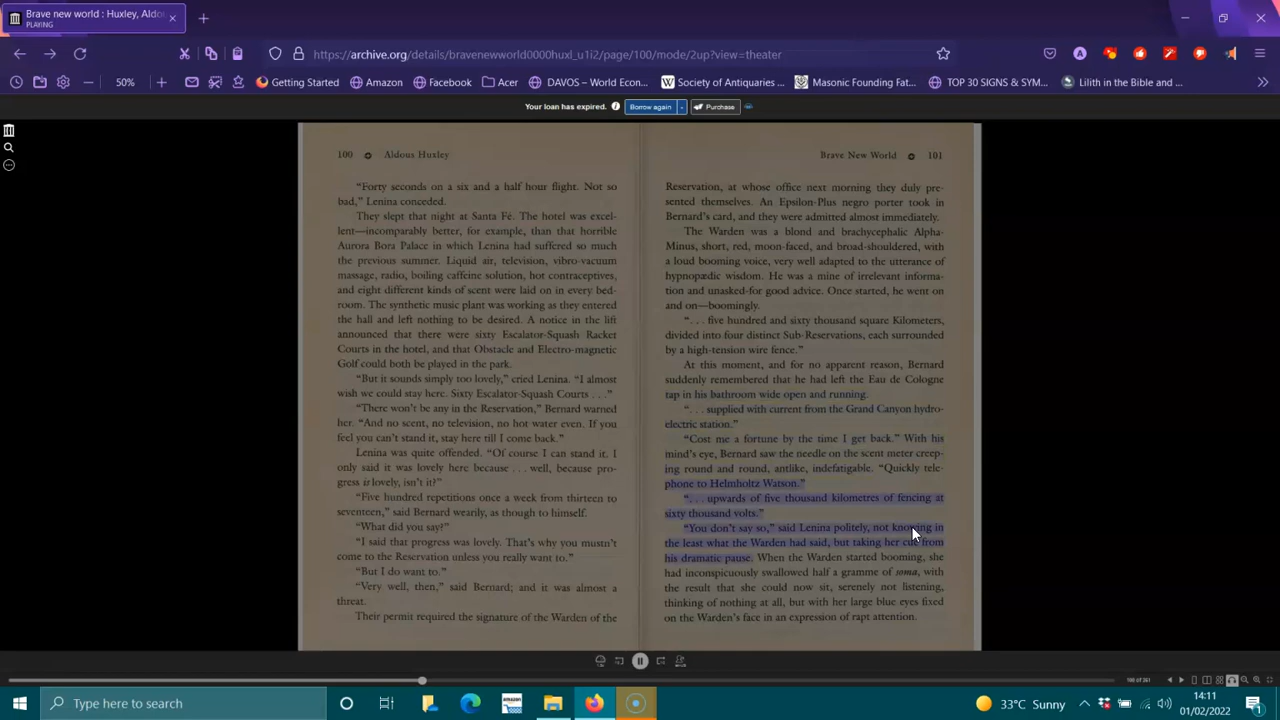 Brave new world : Huxley, Aldo
PLAYING
https://archive.org/details/bravenewworld0000huxl_u1i2/page/100/mode/2up?view=theater
50%
Getting Started
Amazon
Facebook
Acer
DAVOS – World Econ...
Society of Antiquaries ...
Masonic Founding Fat...
TOP 30 SIGNS & SYM...
Lilith in the Bible and ...
Your loan has expired.
Borrow again
Purchase
100 Aldous Huxley
“Forty seconds on a six and a half hour flight. Not so
bad,” Lenina conceded.
They slept that night at Santa Fé. The hotel was excel-
lent—incomparably better, for example, than that horrible
Aurora Bora Palace in which Lenina had suffered so much
the previous summer. Liquid air, television, vibro-vacuum
massage, radio, boiling caffeine solution, hot contraceptives,
and eight different kinds of scent were laid on in every bed-
room. The synthetic music plant was working as they entered
the hall and left nothing to be desired. A notice in the lift
announced that there were sixty Escalator-Squash Racket
Courts in the hotel, and that Obstacle and Electro-magnetic
Golf could both be played in the park.
“But it sounds simply too lovely,” cried Lenina. “I almost
wish we could stay here. Sixty Escalator-Squash Courts . . .”
“There won’t be any in the Reservation,” Bernard warned
her. “And no scent, no television, no hot water even. If you
feel you can’t stand it, stay here till I come back.”
Lenina was quite offended. “Of course I can stand it. I
only said it was lovely here because . . . well, because pro-
gress is lovely, isn’t it?”
“Five hundred repetitions once a week from thirteen to
seventeen,” said Bernard wearily, as though to himself.
“What did you say?”
“I said that progress was lovely. That’s why you mustn’t
come to the Reservation unless you really want to.”
“But I do want to.”
“Very well, then,” said Bernard; and it was almost a
threat.
Their permit required the signature of the Warden of the
Brave New World 101
Reservation, at whose office next morning they duly pre-
sented themselves. An Epsilon-Plus negro porter took in
Bernard’s card, and they were admitted almost immediately.
The Warden was a blond and brachycephalic Alpha-
Minus, short, red, moon-faced, and broad-shouldered, with
a loud booming voice, very well adapted to the utterance of
hypnopædic wisdom. He was a mine of irrelevant informa-
tion and unasked-for good advice. Once started, he went on
and on—boomingly.
“. . . five hundred and sixty thousand square Kilometers,
divided into four distinct Sub-Reservations, each surrounded
by a high-tension wire fence.”
At this moment, and for no apparent reason, Bernard
suddenly remembered that he had left the Eau de Cologne
tap in his bathroom wide open and running.
“. . . supplied with current from the Grand Canyon hydro-
electric station.”
“Cost me a fortune by the time I get back.” With his
mind’s eye, Bernard saw the needle on the scent meter creep-
ing round and round, antlike, indefatigable. “Quickly tele-
phone to Helmholtz Watson.”
“. . . upwards of five thousand kilometres of fencing at
sixty thousand volts.”
“You don’t say so,” said Lenina politely, not knowing in
the least what the Warden had said, but taking her cue from
his dramatic pause. When the Warden started booming, she
had inconspicuously swallowed half a gramme of soma, with
the result that she could now sit, serenely not listening,
thinking of nothing at all, but with her large blue eyes fixed
on the Warden’s face in an expression of rapt attention.
Type here to search
amazon
33°C Sunny
14:11
01/02/2022